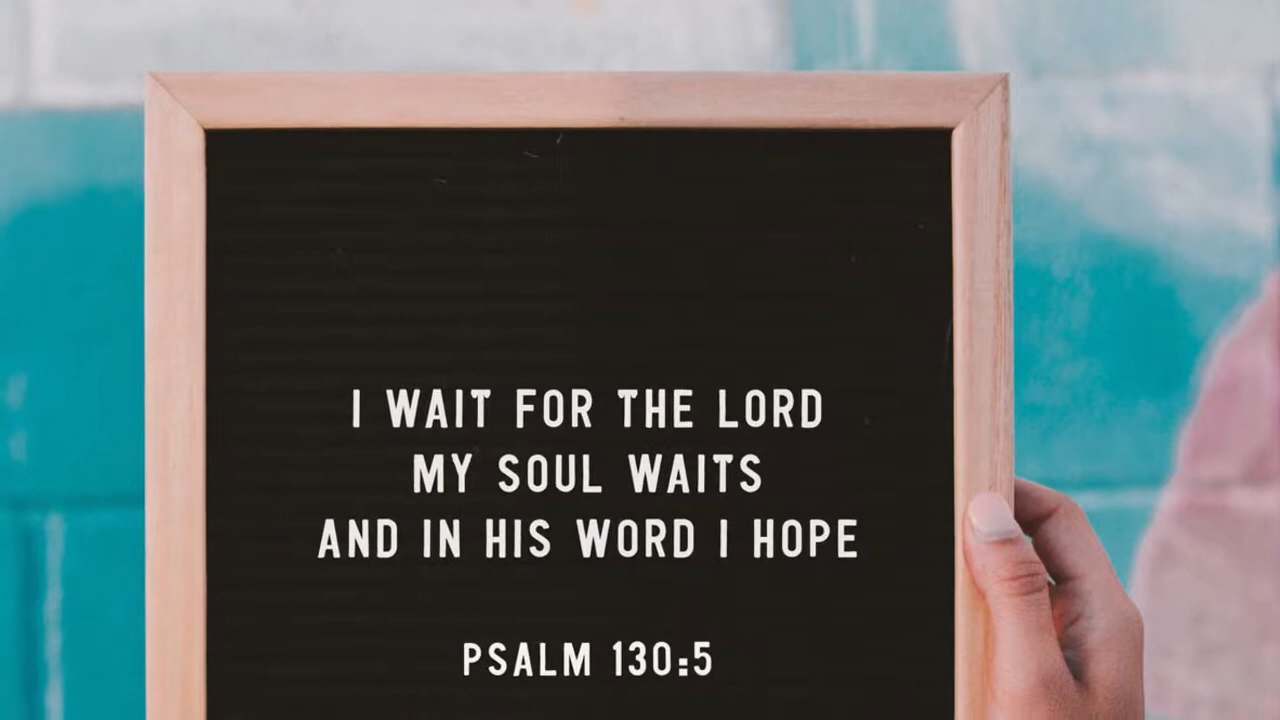 I WAIT FOR THE LORD
MY SOUL WAITS
AND IN HIS WORD I HOPE
PSALM 130:5